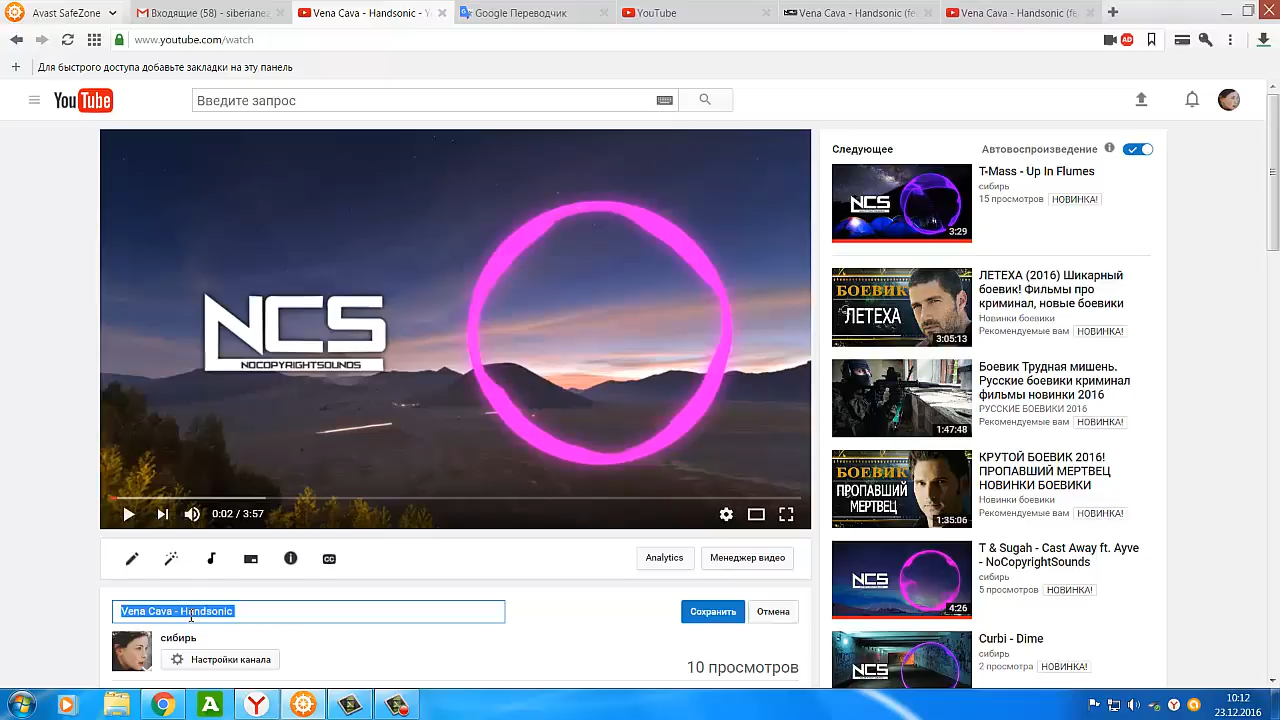 Avast SafeZone
Входящие (58) - siberianez
Vena Cava - Handsonic - Y
Google Переводчик
YouTube
Vena Cava - Handsonic (fe
Vena Cava - Handsonic (fe
www.youtube.com/watch
AD
Для быстрого доступа добавьте закладки на эту панель
YouTube
Введите запрос
NCS
NOCOPYRIGHTSOUNDS
0:02 / 3:57
Analytics
Менеджер видео
Vena Cava - Handsonic
Сохранить
Отмена
сибирь
Настройки канала
10 просмотров
Следующее
Автовоспроизведение
NCS
3:29
T-Mass - Up In Flumes
сибирь
15 просмотров НОВИНКА!
БОЕВИК
ЛЕТЕХА
3:05:13
ЛЕТЕХА (2016) Шикарный
боевик! Фильмы про
криминал, новые боевики
Новинки боевики
Рекомендуемые вам НОВИНКА!
1:47:48
Боевик Трудная мишень.
Русские боевики криминал
фильмы новинки 2016
РУССКИЕ БОЕВИКИ 2016
Рекомендуемые вам НОВИНКА!
БОЕВИК
ПРОПАВШИЙ
МЕРТВЕЦ
1:35:06
КРУТОЙ БОЕВИК 2016!
ПРОПАВШИЙ МЕРТВЕЦ
НОВИНКИ БОЕВИКИ
Новинки боевики
Рекомендуемые вам НОВИНКА!
NCS
4:26
T & Sugah - Cast Away ft. Ayve
- NoCopyrightSounds
сибирь
5 просмотров НОВИНКА!
NCS
Curbi - Dime
сибирь
2 просмотра НОВИНКА!
10:12
23.12.2016